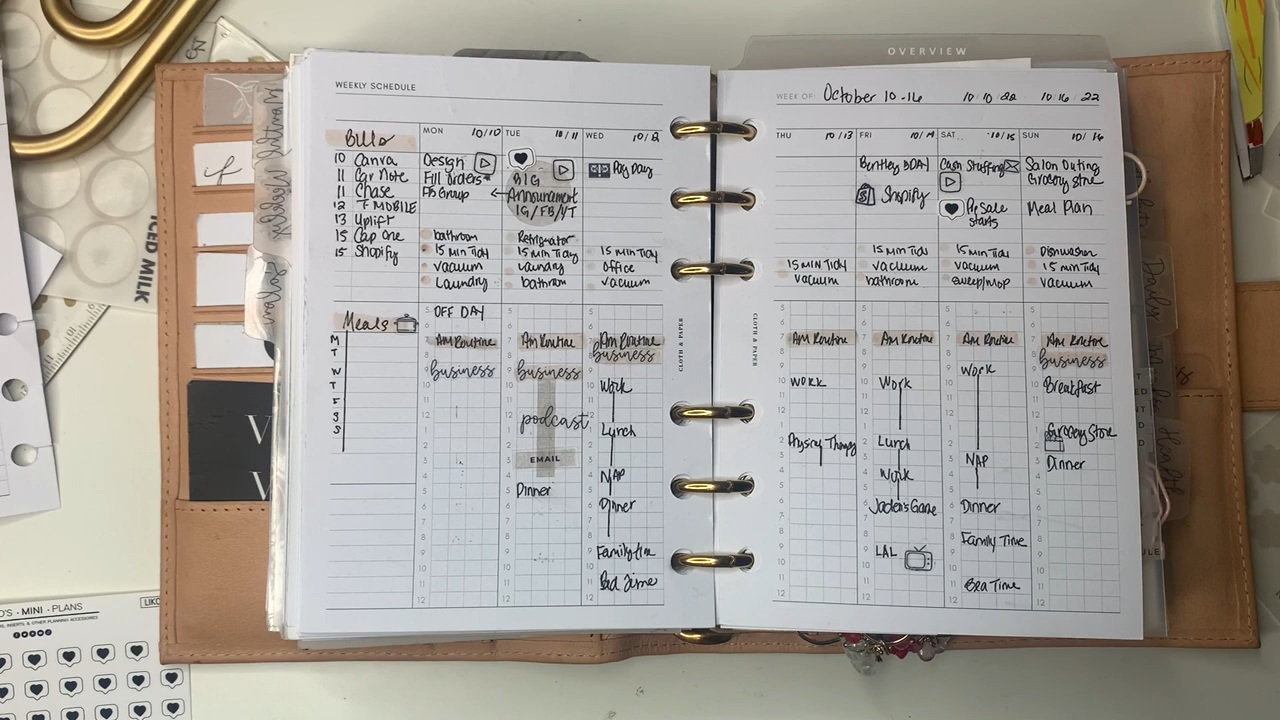 OVERVIEW
WEEKLY SCHEDULE
Bills
10 Canva
11 Car Note
11 Chase
12 T MOBILE
13 Uplift
15 Cap One
15 Shopify
Meals
M
T
W
T
F
S
S
MON 10/10
Design
Fill orders*
FB Group
bathroom
15 min Tidy
vacuum
Laundry
OFF DAY
AM Routine
business
TUE 10/11
BIG
Announcement
IG/FB/YT
Refrigerator
15 min Tidy
laundry
bathroom
AM Routine
business
podcast
EMAIL
Dinner
WED
Pay Day
15 min Tidy
office
vacuum
AM Routine
business
Work
Lunch
NAP
Dinner
Family time
Bed Time
CLOTH & PAPER
CLOTH & PAPER
WEEK OF: October 10-16 10/10/22 10/16/22
THU 10/13
15 min Tidy
vacuum
AM Routine
WORK
Physical Therapy
FRI 10/14
Bentley BDAY
Shopify
15 min Tidy
vacuum
bathroom
AM Routine
Work
Lunch
Work
Jaden's Game
LAL
SAT 10/15
Cash Stuffing
Pre Sale
starts
15 min Tidy
vacuum
sweep/mop
AM Routine
WORK
NAP
Dinner
Family Time
Bed Time
SUN 10/16
Salon Outing
Grocery Store
Meal Plan
Dishwasher
15 min Tidy
vacuum
AM Routine
business
Breakfast
Grocery Store
Dinner
ICED MILK
MINI · PLANS